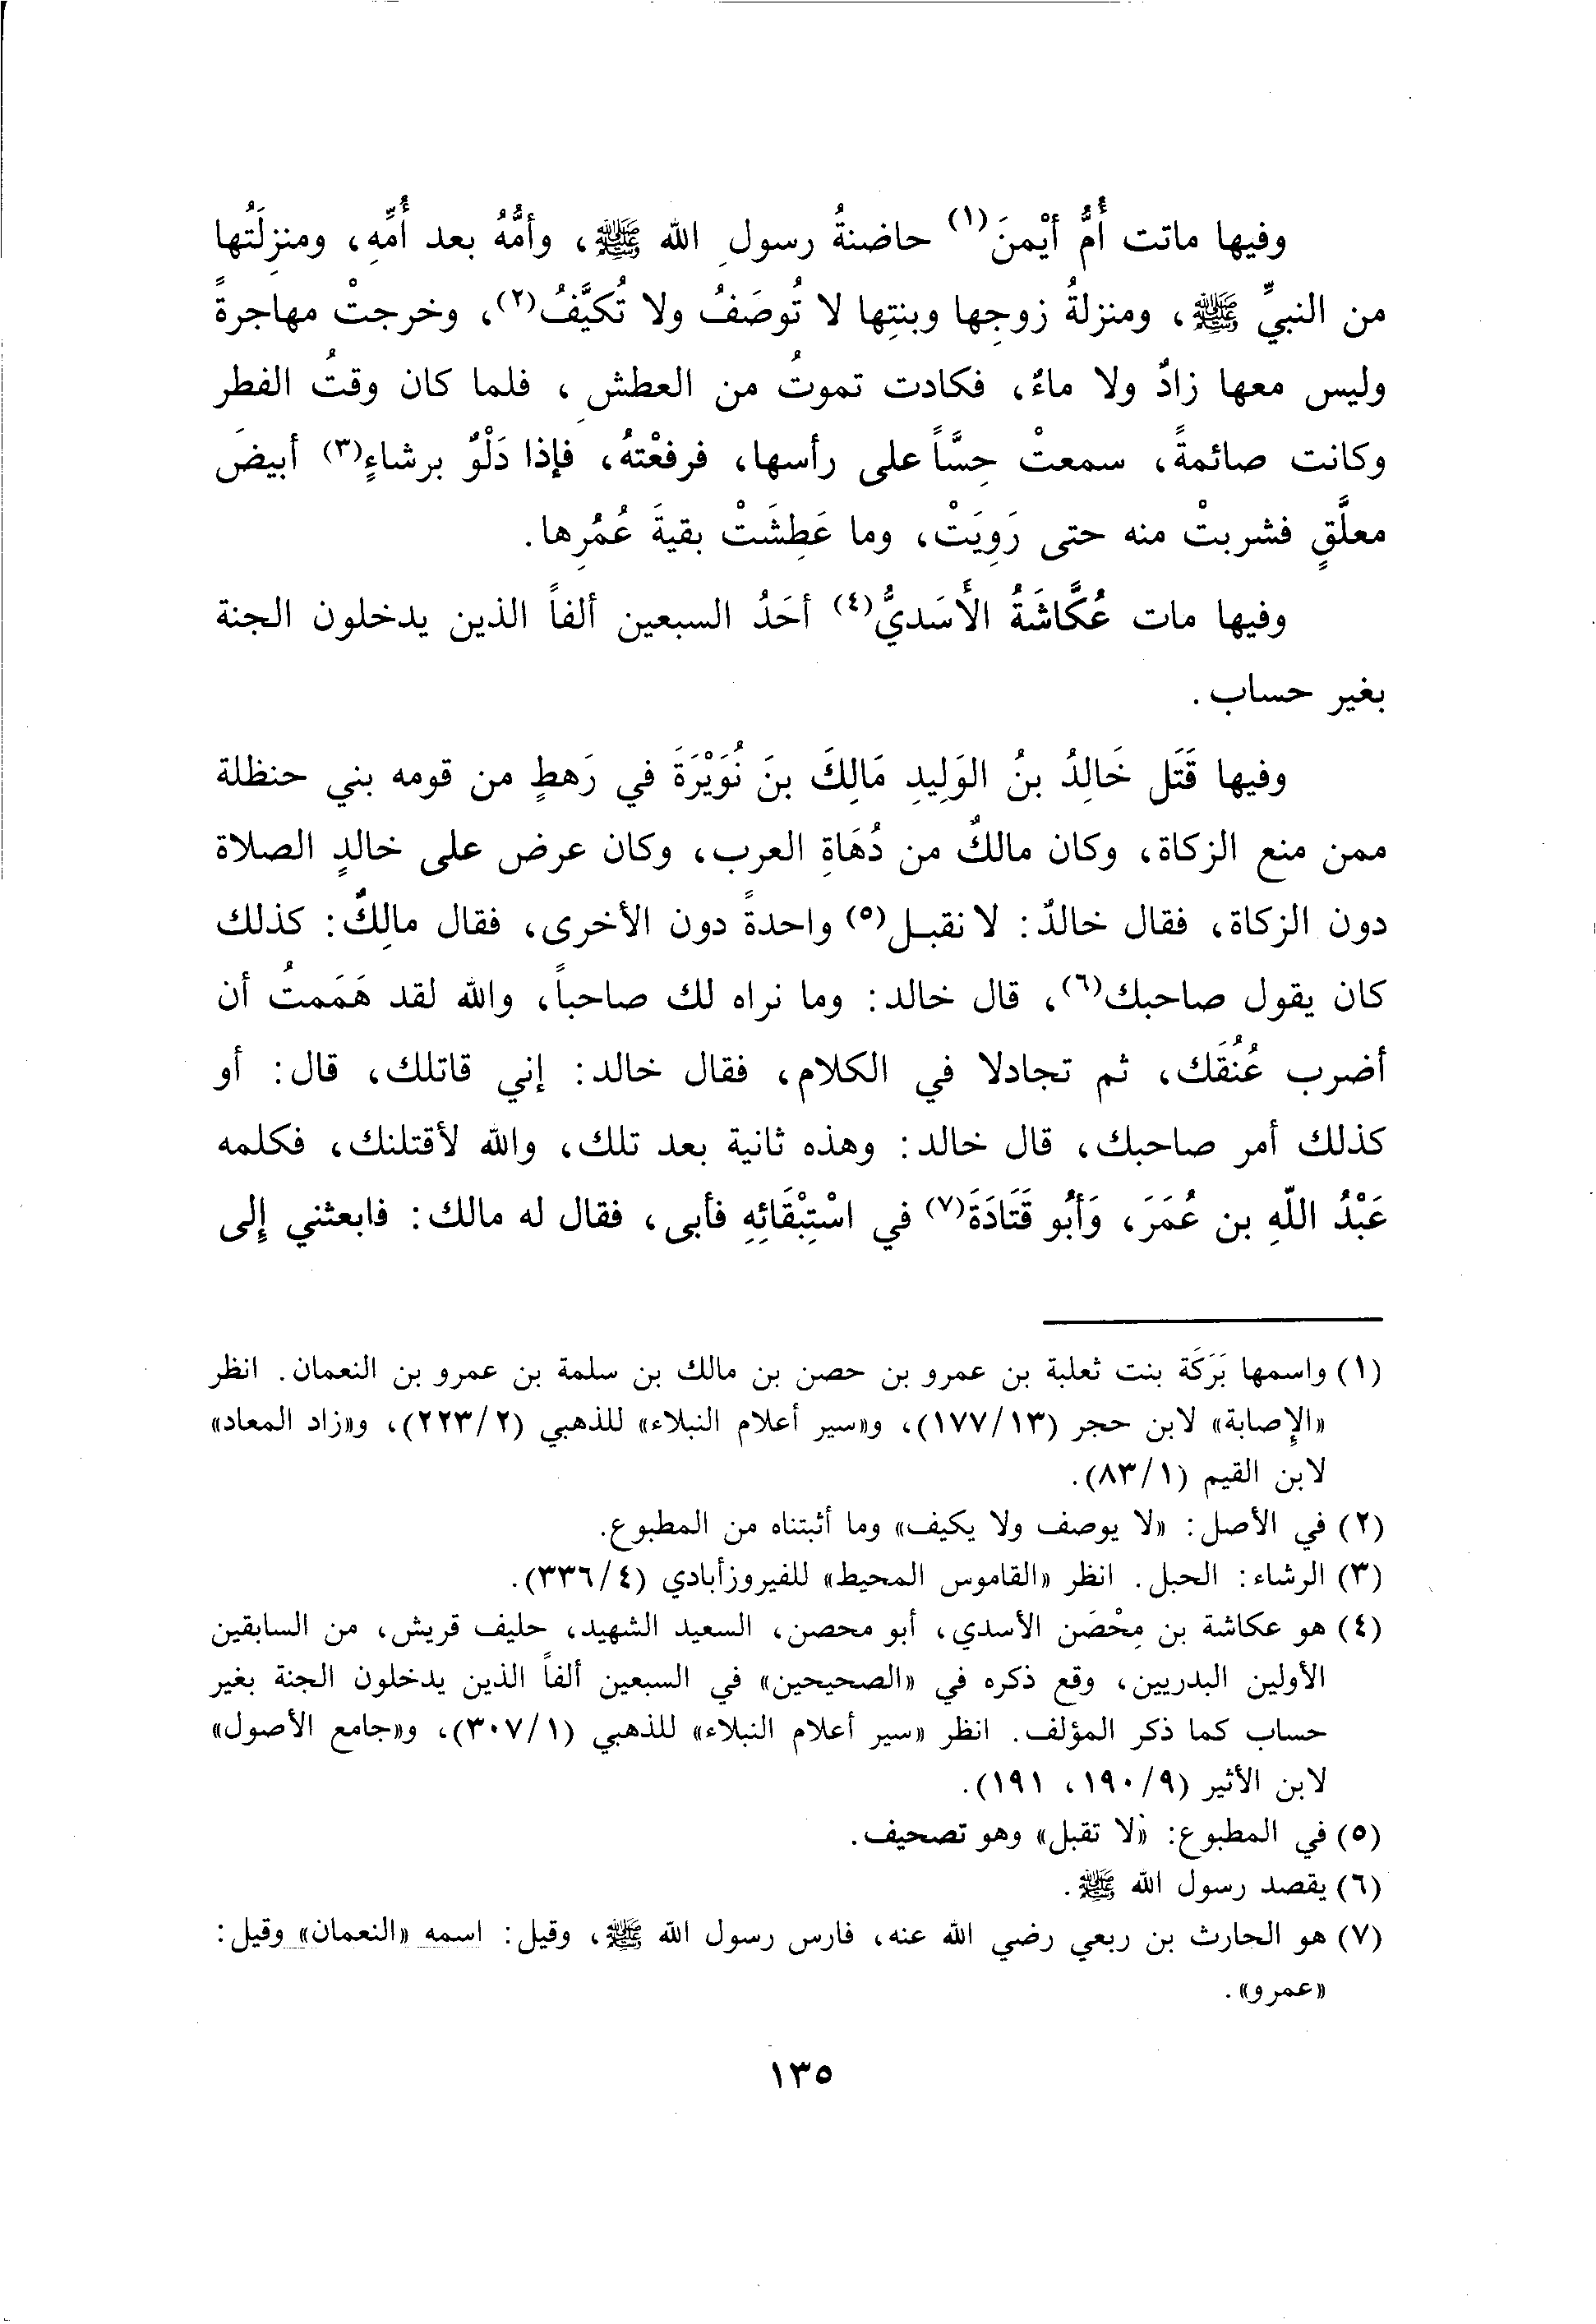 وفيها ماتت أُمُّ أيْمنَ(١) حاضنةُ رسولِ الله ﷺ، وأمُّهُ بعد أُمِّهِ، ومنزِلَتُها
من النبيِّ ﷺ، ومنزلةُ زوجِها وبنتِها لا تُوصَفُ ولا تُكيَّفُ(٢)، وخرجتْ مهاجرةً
وليس معها زادٌ ولا ماءٌ، فكادت تموتُ من العطشِ، فلما كان وقتُ الفطر
وكانت صائمةً، سمعتْ حِسَّاً على رأسها، فرفعْتهُ، فإذا دَلْوٌ برشاءٍ(٣) أبيضَ
معلَّقٍ فشربتْ منه حتى رَوِيَتْ، وما عَطِشَتْ بقيةَ عُمُرِها.
وفيها مات عُكَّاشَةُ الأَسَديُّ(٤) أحَدُ السبعين ألفاً الذين يدخلون الجنة
بغير حساب.
وفيها قَتَل خَالِدُ بنُ الوَلِيدِ مَالِكَ بنَ نُوَيْرَةَ في رَهطٍ من قومه بني حنظلة
ممن منع الزكاة، وكان مالكٌ من دُهَاةِ العرب، وكان عرض على خالدٍ الصلاة
دون الزكاة، فقال خالدٌ: لا نقبل(٥) واحدةً دون الأخرى، فقال مالِكٌ: كذلك
كان يقول صاحبك(٦)، قال خالد: وما نراه لك صاحباً، والله لقد هَمَمتُ أن
أضرب عُنُقَك، ثم تجادلا في الكلام، فقال خالد: إني قاتلك، قال: أو
كذلك أمر صاحبك، قال خالد: وهذه ثانية بعد تلك، والله لأقتلنك، فكلمه
عَبْدُ اللّهِ بن عُمَرَ، وَأبُو قَتَادَةَ(٧) في اسْتِبْقَائِهِ فأبى، فقال له مالك: فابعثني إلى
(١) واسمها بَرَكَة بنت ثعلبة بن عمرو بن حصن بن مالك بن سلمة بن عمرو بن النعمان. انظر
«الإصابة» لابن حجر (١٧٧/١٣)، و«سير أعلام النبلاء» للذهبي (٢٢٣/٢)، و«زاد المعاد»
لابن القيم (٨٣/١).
(٢) في الأصل: «لا يوصف ولا يكيف» وما أثبتناه من المطبوع.
(٣) الرشاء: الحبل. انظر «القاموس المحيط» للفيروزأبادي (٣٣٦/٤).
(٤) هو عكاشة بن مِحْصَن الأسدي، أبو محصن، السعيد الشهيد، حليف قريش، من السابقين
الأولين البدريين، وقع ذكره في «الصحيحين» في السبعين ألفاً الذين يدخلون الجنة بغير
حساب كما ذكر المؤلف. انظر «سير أعلام النبلاء» للذهبي (٣٠٧/١)، و«جامع الأصول»
لابن الأثير (١٩٠/٩، ١٩١).
(٥) في المطبوع: «لا تقبل» وهو تصحيف.
(٦) يقصد رسول الله ﷺ.
(٧) هو الحارث بن ربعي رضي الله عنه، فارس رسول الله ﷺ، وقيل: اسمه «النعمان» وقيل:
«عمرو».
١٣٥